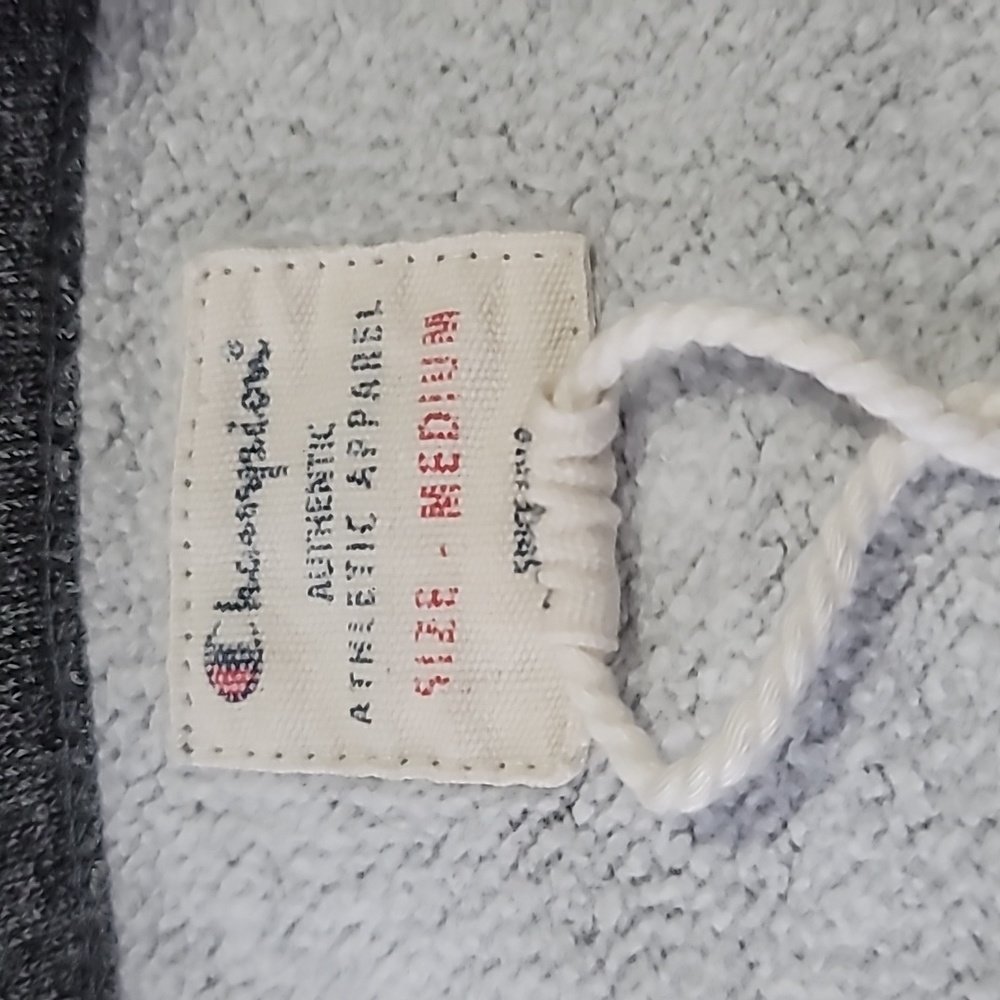 Champion®
AUTHENTIC
ATHLETIC APPAREL
SIZE - MEDIUM